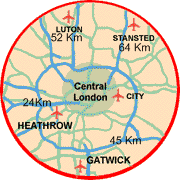 LUTON
52 Km
STANSTED
64 Km
Central
London
CITY
24Km
HEATHROW
45 Km
GATWICK